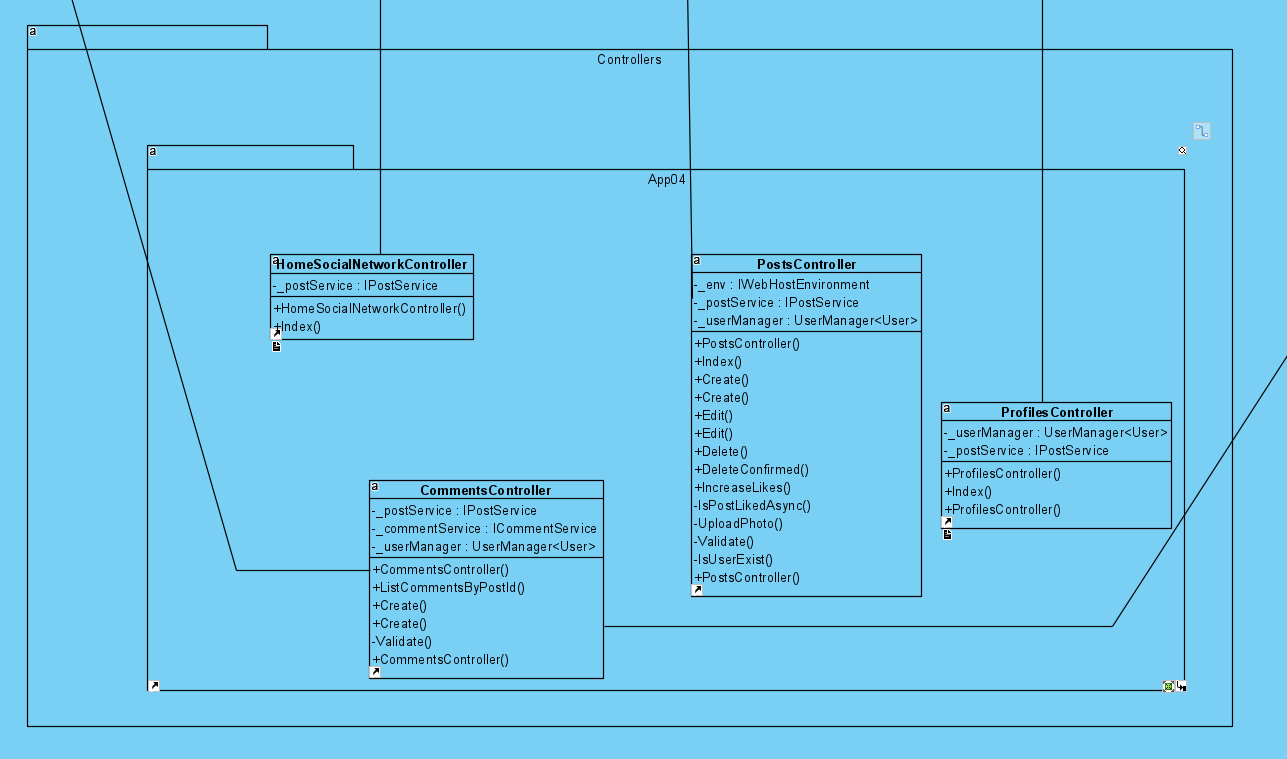 a
Controllers
a
App04
a
HomeSocialNetworkController
-_postService : IPostService
+HomeSocialNetworkController()
+Index()
a
PostsController
-_env : IWebHostEnvironment
-_postService : IPostService
-_userManager : UserManager<User>
+PostsController()
+Index()
+Create()
+Create()
+Edit()
+Edit()
+Delete()
+DeleteConfirmed()
+IncreaseLikes()
-IsPostLikedAsync()
-UploadPhoto()
-Validate()
-IsUserExist()
+PostsController()
a
ProfilesController
-_userManager : UserManager<User>
-_postService : IPostService
+ProfilesController()
+Index()
+ProfilesController()
a
CommentsController
-_postService : IPostService
-_commentService : ICommentService
-_userManager : UserManager<User>
+CommentsController()
+ListCommentsByPostId()
+Create()
+Create()
-Validate()
+CommentsController()